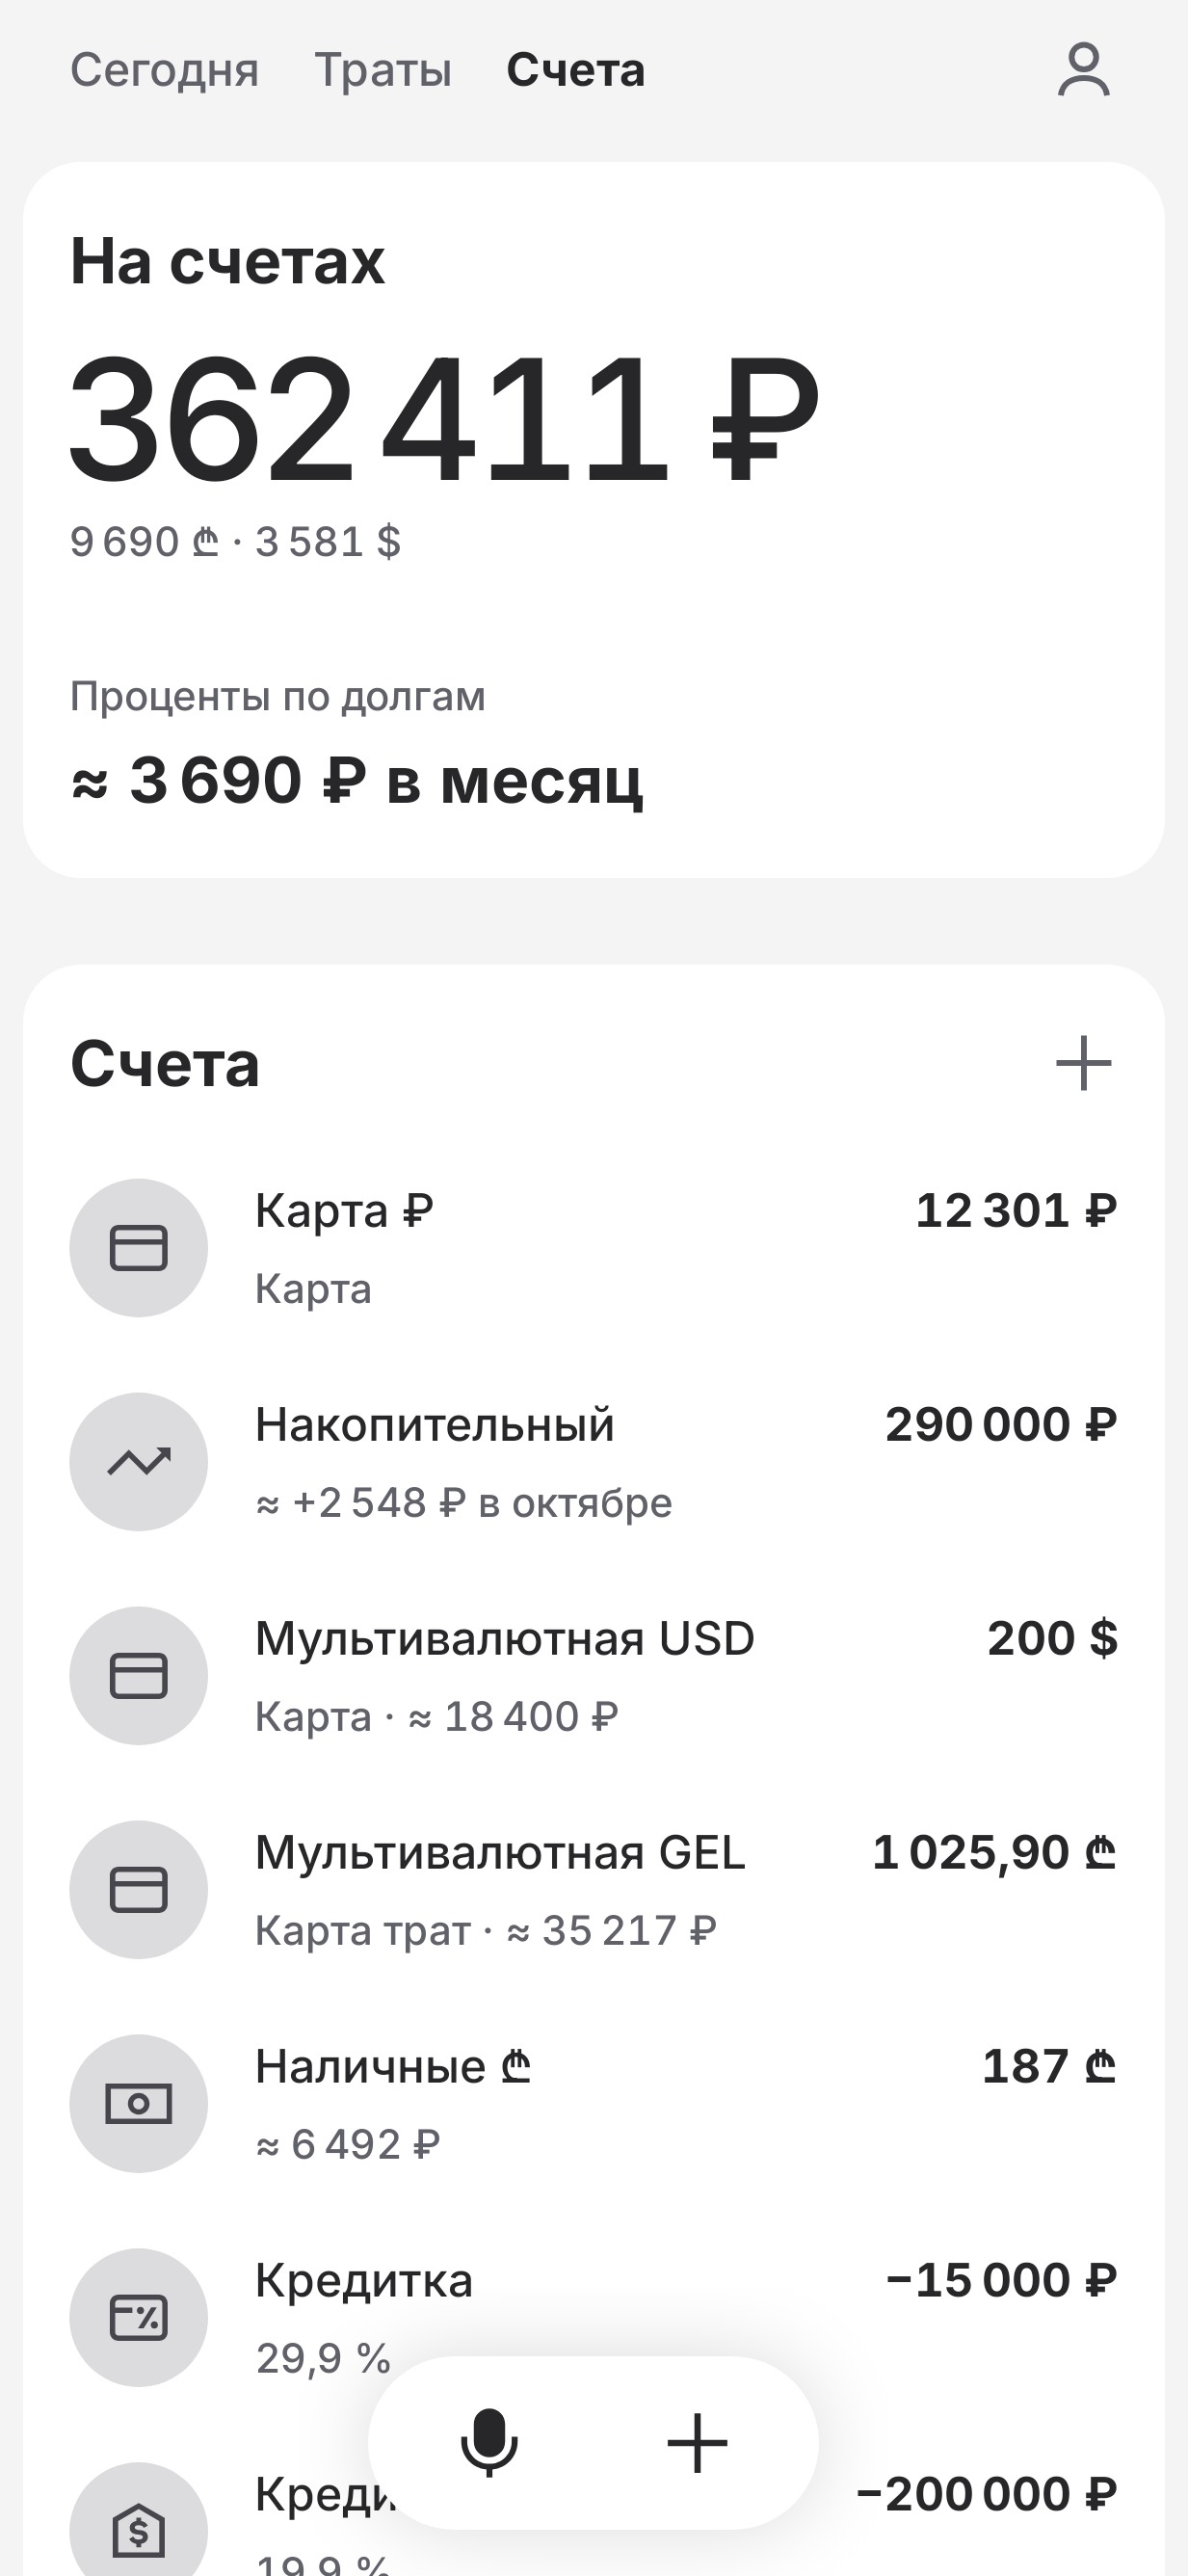 Сегодня Траты Счета
На счетах
362 411 ₽
9 690 ₾ · 3 581 $
Проценты по долгам
≈ 3 690 ₽ в месяц
Счета
Карта ₽ 12 301 ₽
Карта
Накопительный 290 000 ₽
≈ +2 548 ₽ в октябре
Мультивалютная USD 200 $
Карта · ≈ 18 400 ₽
Мультивалютная GEL 1 025,90 ₾
Карта трат · ≈ 35 217 ₽
Наличные ₾ 187 ₾
≈ 6 492 ₽
Кредитка −15 000 ₽
29,9 %
−200 000 ₽
19,9 %